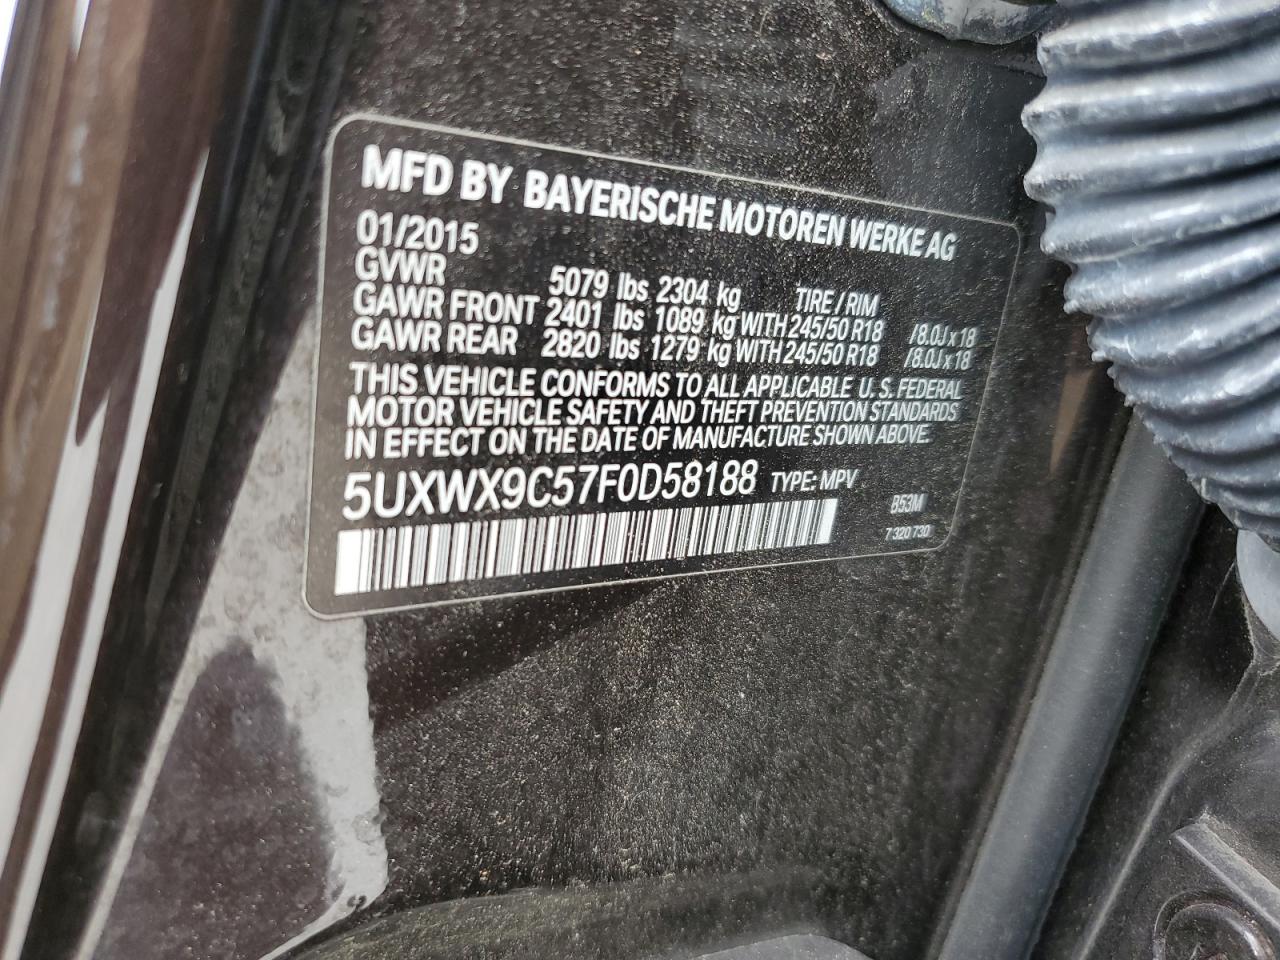 MFD BY BAYERISCHE MOTOREN WERKE AG
01/2015
GVWR 5079 lbs 2304 kg TIRE / RIM
GAWR FRONT 2401 lbs 1089 kg WITH 245/50 R18 /8.0J x 18
GAWR REAR 2820 lbs 1279 kg WITH 245/50 R18 /8.0J x 18
THIS VEHICLE CONFORMS TO ALL APPLICABLE U.S. FEDERAL
MOTOR VEHICLE SAFETY AND THEFT PREVENTION STANDARDS
IN EFFECT ON THE DATE OF MANUFACTURE SHOWN ABOVE.
5UXWX9C57F0D58188 TYPE: MPV
B53M
7 320 730